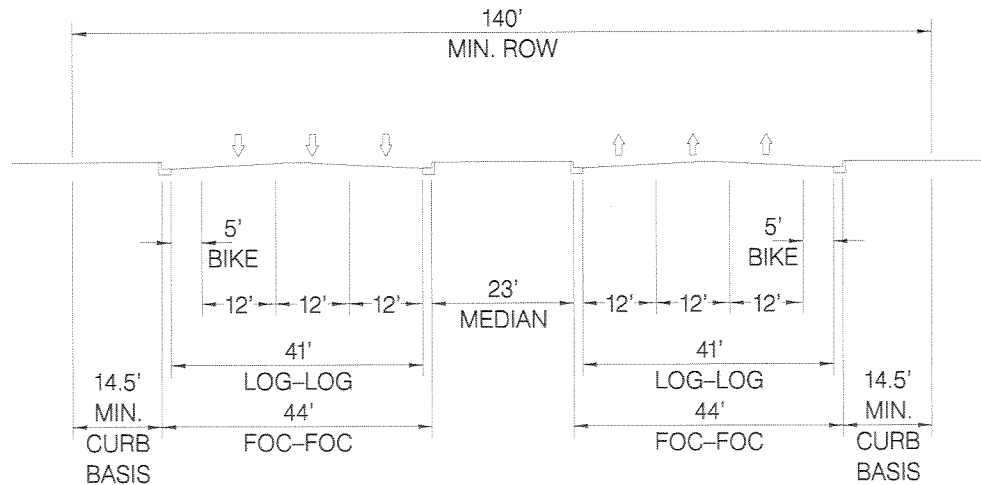 140'
MIN. ROW
5'
BIKE
5'
BIKE
12' 12' 12'
23'
MEDIAN
12' 12' 12'
41'
LOG–LOG
41'
LOG–LOG
14.5'
MIN.
CURB
BASIS
44'
FOC–FOC
44'
FOC–FOC
14.5'
MIN.
CURB
BASIS